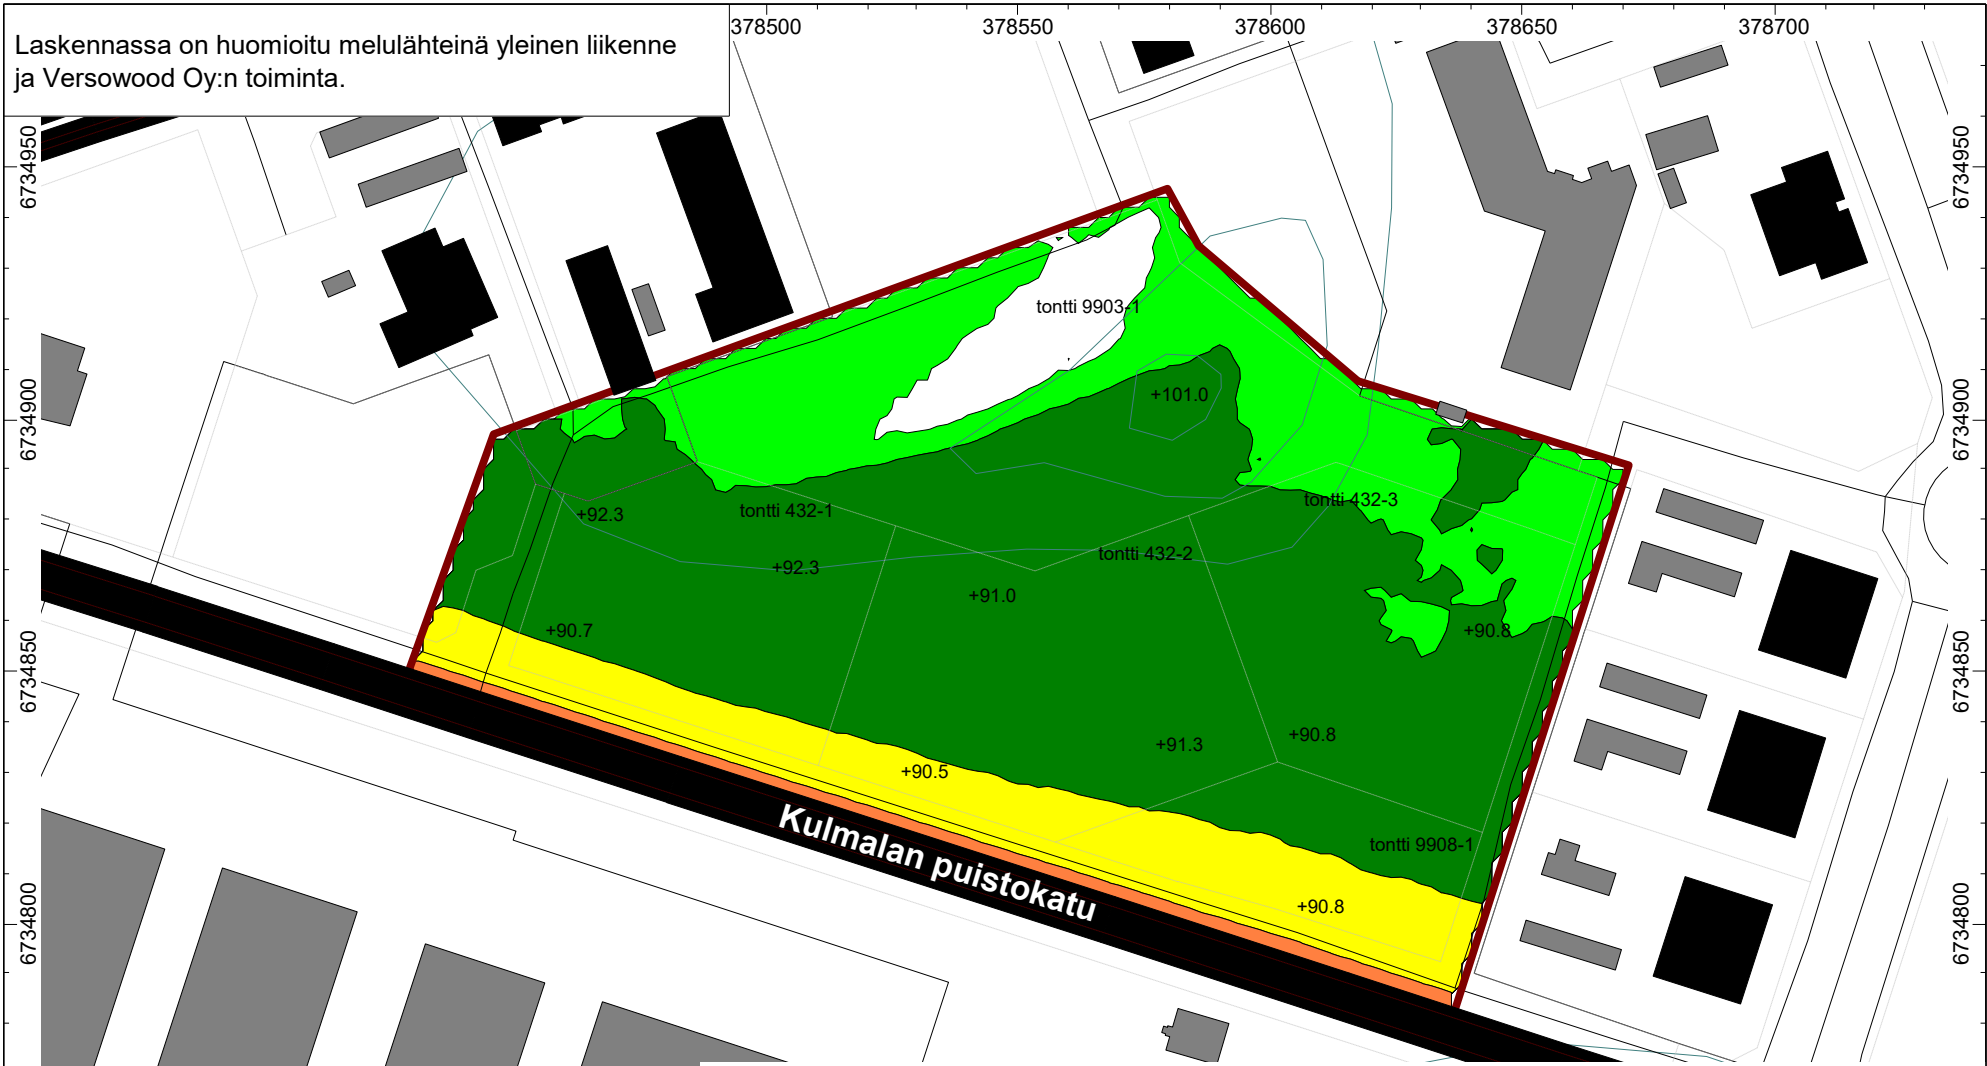 378500 378550 378600 378650 378700
Laskennassa on huomioitu melulähteinä yleinen liikenne
ja Versowood Oy:n toiminta.
6734950 6734950
tontti 9903-1
+101.0
6734900 6734900
tontti 432-3
tontti 432-1
+92.3
tontti 432-2
+92.3
+91.0
+90.7 +90.8
6734850 6734850
+90.8
+91.3
+90.5
Kulmalan puistokatu
tontti 9908-1
+90.8
6734800 6734800